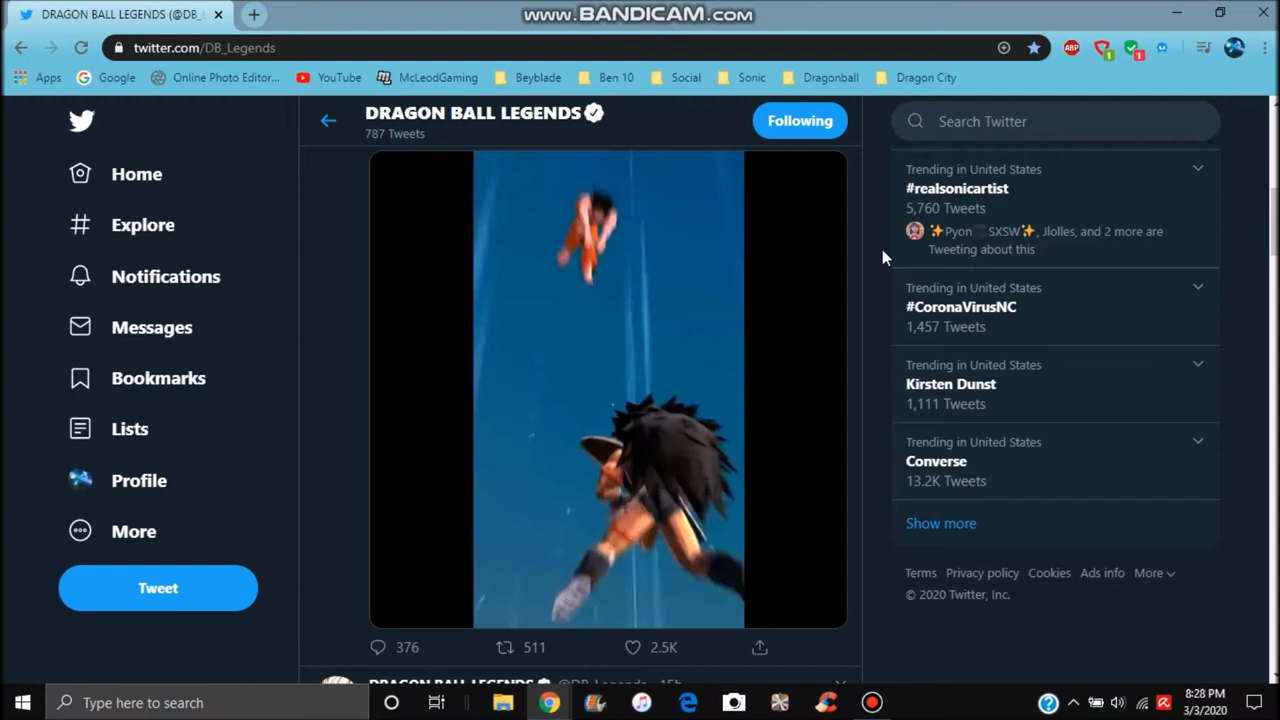 DRAGON BALL LEGENDS (@DB_L
www.BANDICAM.com
twitter.com/DB_Legends
ABP
1
1
Apps
Google
Online Photo Editor...
YouTube
McLeodGaming
Beyblade
Ben 10
Social
Sonic
Dragonball
Dragon City
DRAGON BALL LEGENDS
787 Tweets
Following
Search Twitter
Home
Explore
Notifications
Messages
Bookmarks
Lists
Profile
More
Tweet
Trending in United States
#realsonicartist
5,760 Tweets
✨Pyon SXSW✨, Jlolles, and 2 more are
Tweeting about this
Trending in United States
#CoronaVirusNC
1,457 Tweets
Trending in United States
Kirsten Dunst
1,111 Tweets
Trending in United States
Converse
13.2K Tweets
Show more
Terms Privacy policy Cookies Ads info More
© 2020 Twitter, Inc.
376
511
2.5K
DRAGON BALL LEGENDS @DB_Legends · 15h
Type here to search
8:28 PM
3/3/2020